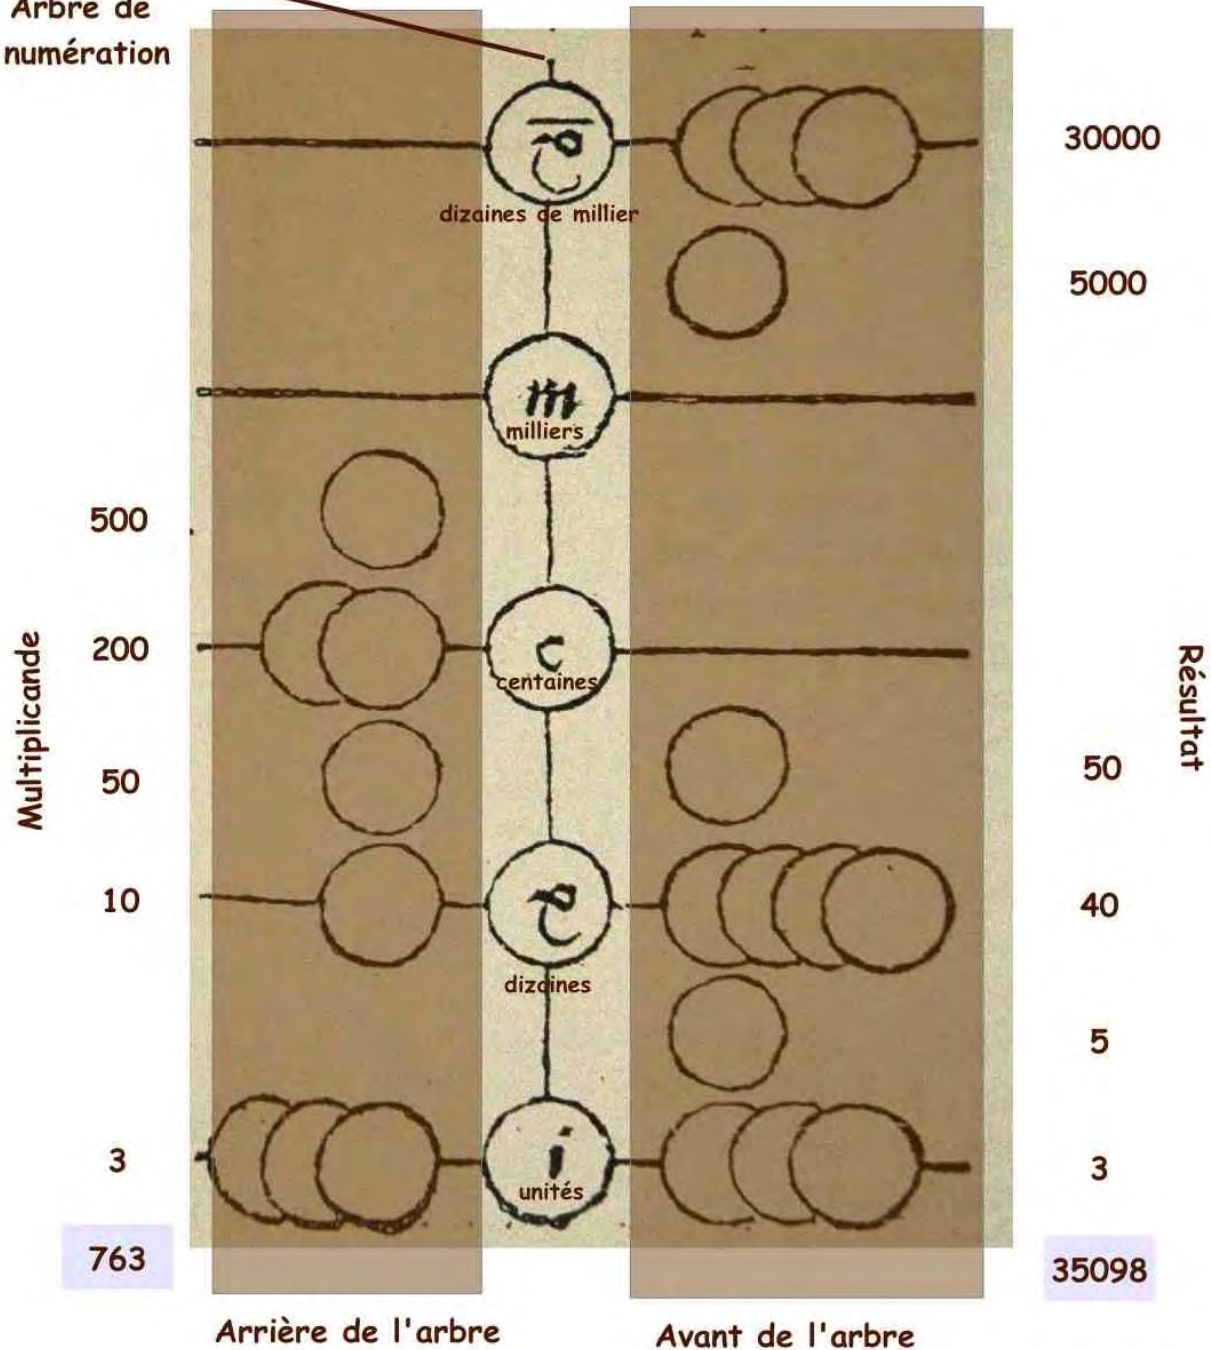 Arbre de
numération
30000
dizaines de millier
5000
m
milliers
500
200
c
centaines
Multiplicande
Résultat
50
50
10
40
dizaines
5
3
i
unités
3
763
35098
Arrière de l'arbre
Avant de l'arbre